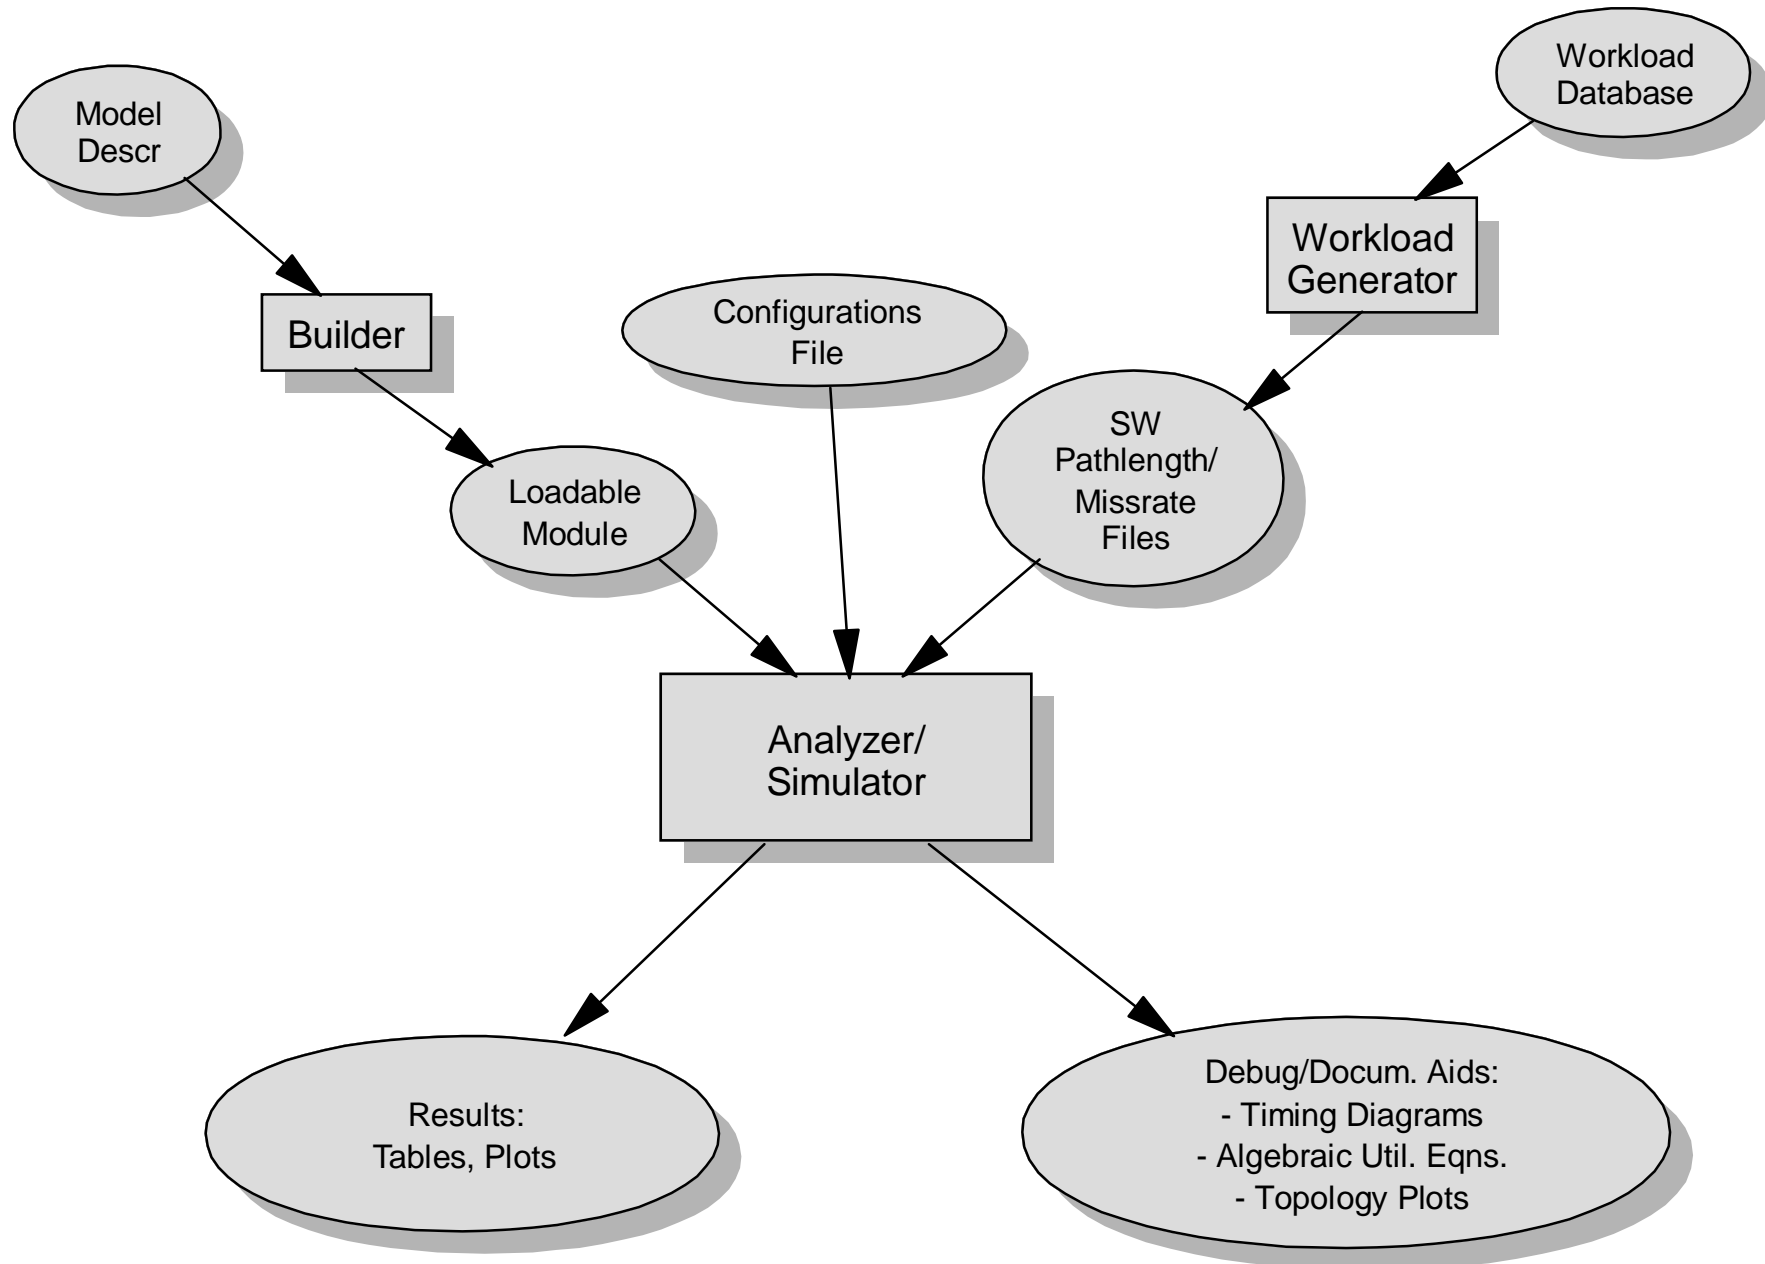 Workload
Database
Model
Descr
Workload
Generator
Configurations
File
Builder
SW
Pathlength/
Missrate
Files
Loadable
Module
Analyzer/
Simulator
Results:
Tables, Plots
Debug/Docum. Aids:
- Timing Diagrams
- Algebraic Util. Eqns.
- Topology Plots